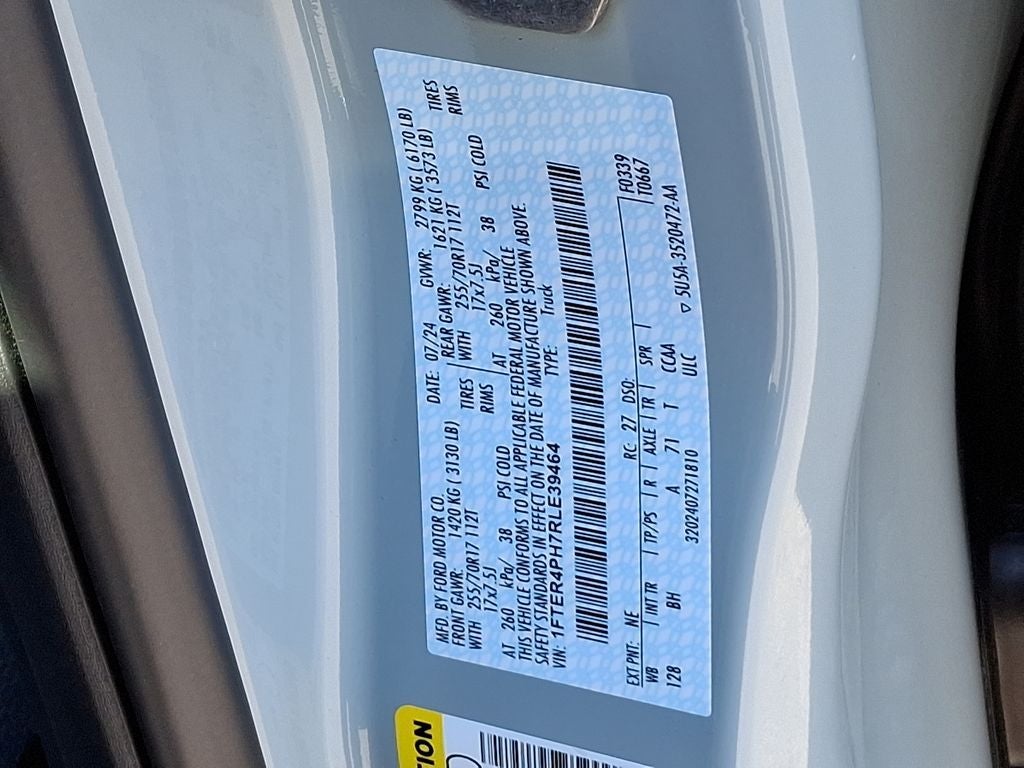 MFD. BY FORD MOTOR CO.
DATE: 07/24 GVWR: 2799 KG ( 6170 LB)
FRONT GAWR: 1420 KG ( 3130 LB) REAR GAWR: 1621 KG ( 3573 LB)
WITH 255/70R17 112T TIRES WITH 255/70R17 112T TIRES
17x7.5J RIMS 17x7.5J RIMS
AT 260 kPa/ 38 PSI COLD AT 260 kPa/ 38 PSI COLD
THIS VEHICLE CONFORMS TO ALL APPLICABLE FEDERAL MOTOR VEHICLE
SAFETY STANDARDS IN EFFECT ON THE DATE OF MANUFACTURE SHOWN ABOVE.
VIN: 1FTER4PH7RLE39464 TYPE: Truck
EXT PNT: NE RC: 27 DSO: F0339
WB | INT TR | TP/PS | R | AXLE | TR | SPR | T0667
128 BH A 71 T CCAA
320240727181 0 ULC ▽ 5U5A-3520472-AA
TION